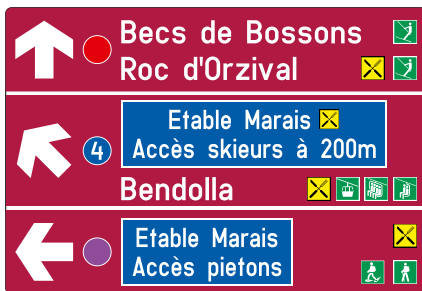 Becs de Bossons
Roc d'Orzival
4
Etable Marais
Accès skieurs à 200m
Bendolla
Etable Marais
Accès pietons